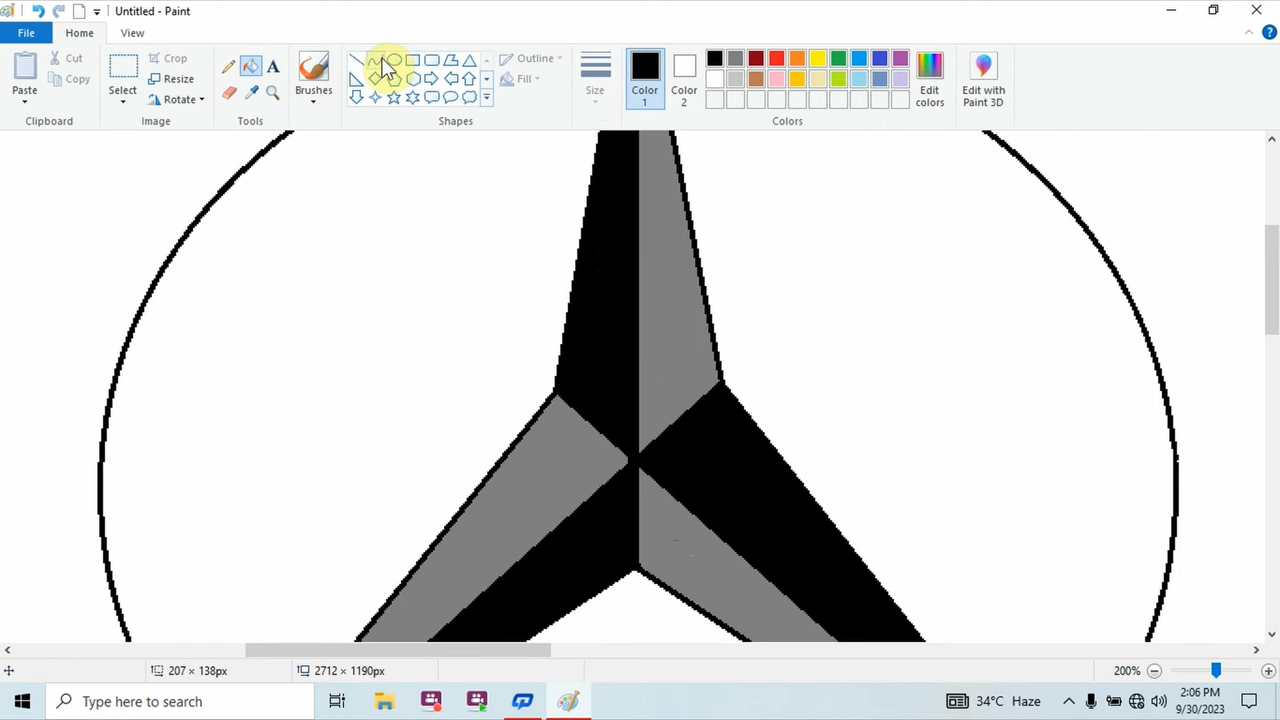 Untitled - Paint
File Home View
Paste
Cut
Copy
Clipboard
Select
Crop
Resize
Rotate
Image
A
Tools
Brushes
Outline
Fill
Shapes
Size
Color 1
Color 2
Edit colors
Colors
Edit with Paint 3D
207 × 138px
2712 × 1190px
200%
Type here to search
34°C Haze
2:06 PM
9/30/2023